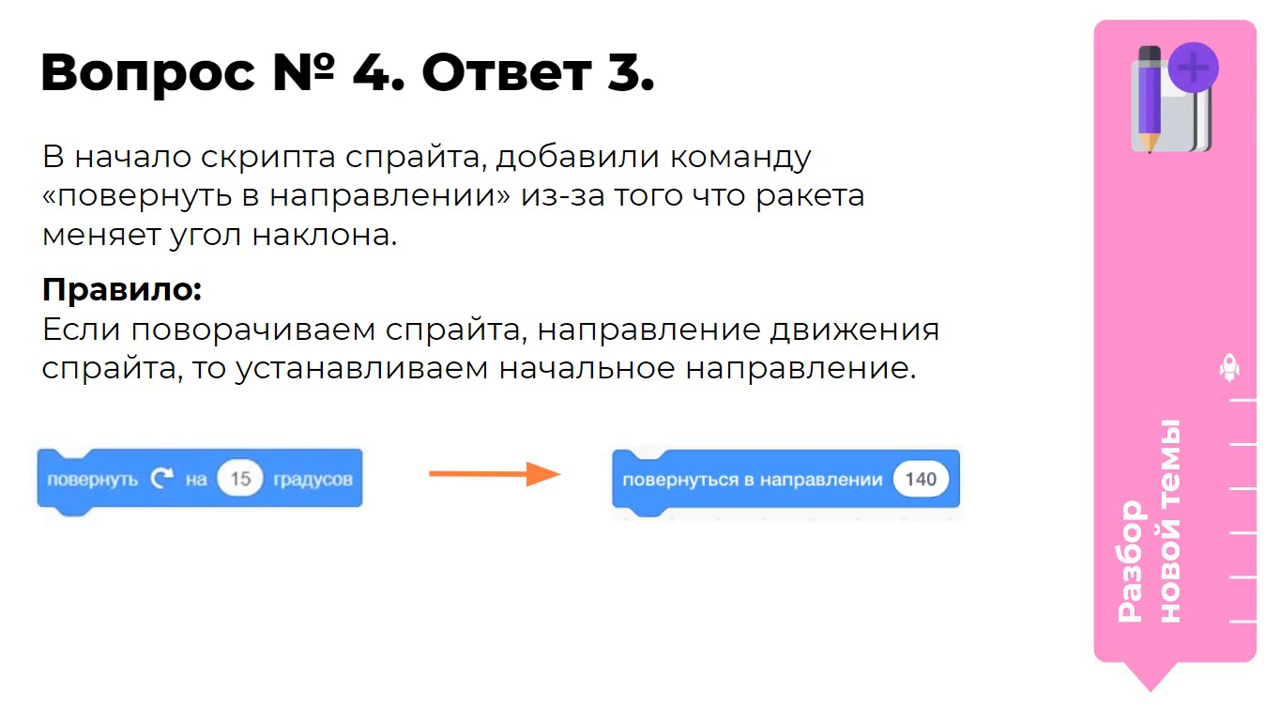 Вопрос № 4. Ответ 3.
В начало скрипта спрайта, добавили команду
«повернуть в направлении» из-за того что ракета
меняет угол наклона.
Правило:
Если поворачиваем спрайта, направление движения
спрайта, то устанавливаем начальное направление.
повернуть на 15 градусов
повернуться в направлении 140
Разбор
новой темы